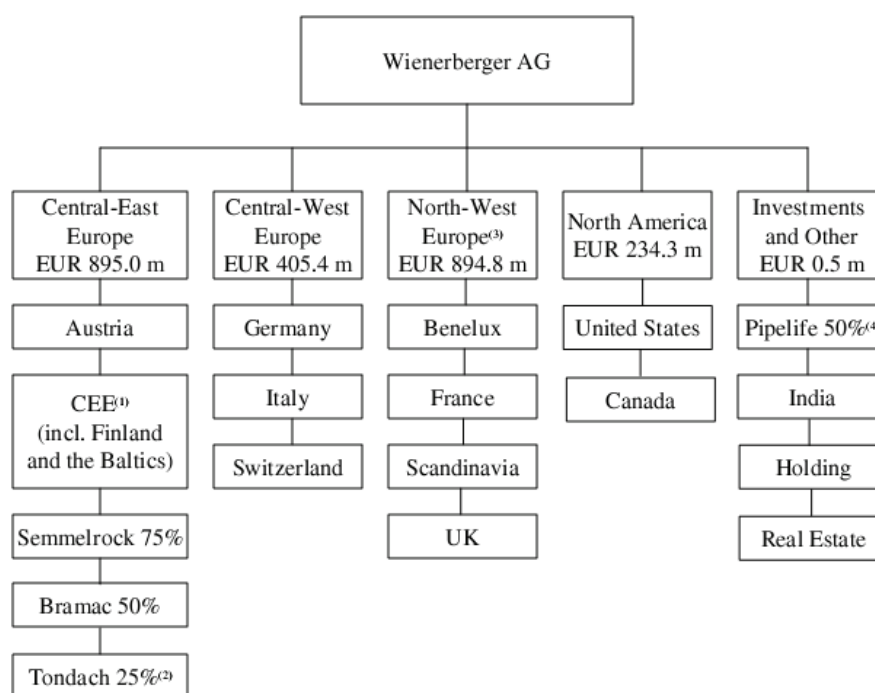 Wienerberger AG
Central-East
Europe
EUR 895.0 m
Austria
CEE⁽¹⁾
(incl. Finland
and the Baltics)
Semmelrock 75%
Bramac 50%
Tondach 25%⁽²⁾
Central-West
Europe
EUR 405.4 m
Germany
Italy
Switzerland
North-West
Europe⁽³⁾
EUR 894.8 m
Benelux
France
Scandinavia
UK
North America
EUR 234.3 m
United States
Canada
Investments
and Other
EUR 0.5 m
Pipelife 50%⁽⁴⁾
India
Holding
Real Estate